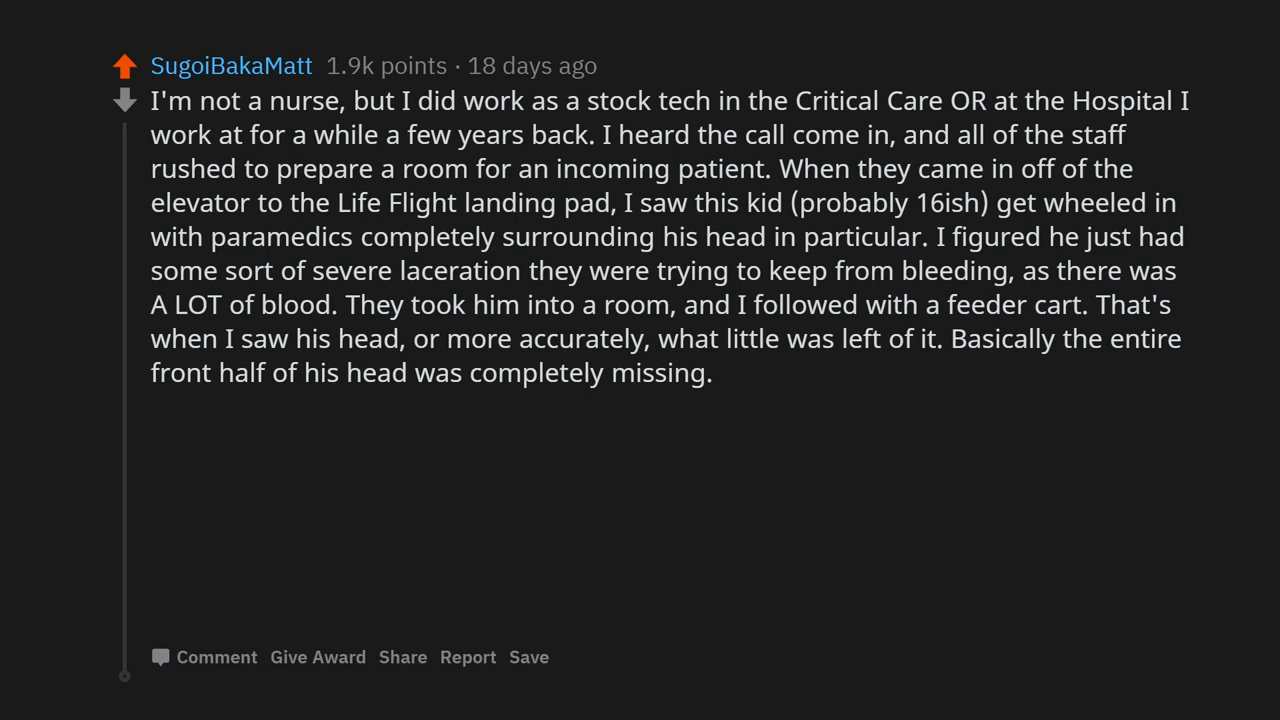 SugoiBakaMatt 1.9k points · 18 days ago
I'm not a nurse, but I did work as a stock tech in the Critical Care OR at the Hospital I
work at for a while a few years back. I heard the call come in, and all of the staff
rushed to prepare a room for an incoming patient. When they came in off of the
elevator to the Life Flight landing pad, I saw this kid (probably 16ish) get wheeled in
with paramedics completely surrounding his head in particular. I figured he just had
some sort of severe laceration they were trying to keep from bleeding, as there was
A LOT of blood. They took him into a room, and I followed with a feeder cart. That's
when I saw his head, or more accurately, what little was left of it. Basically the entire
front half of his head was completely missing.
Comment Give Award Share Report Save